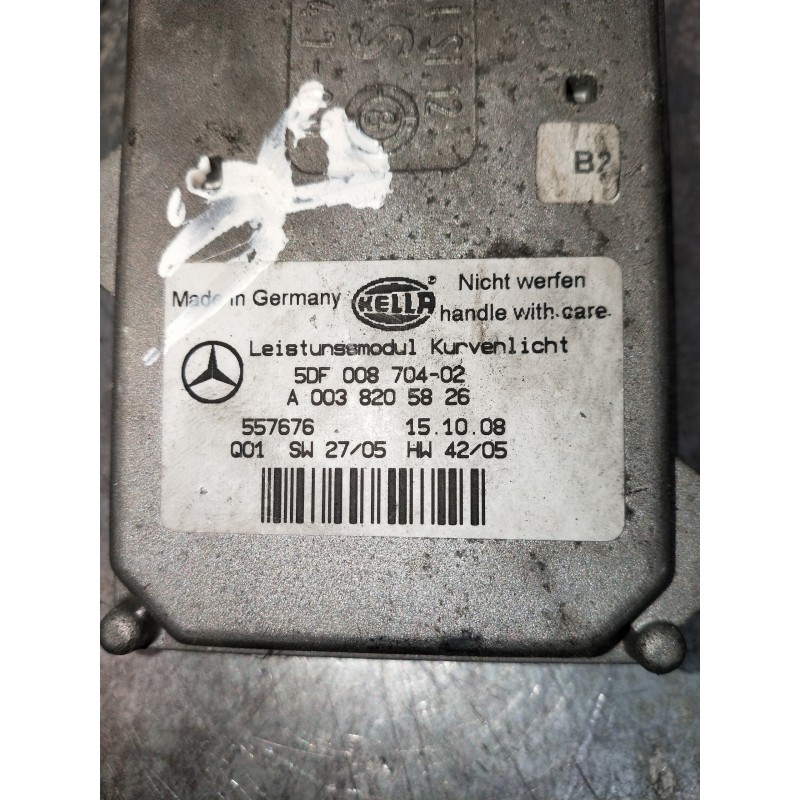 B2
Made in Germany
HELLA
®
Nicht werfen
handle with care
Leistunsemodul Kurvenlicht
5DF 008 704-02
A 003 820 58 26
557676 15.10.08
Q01 SW 27/05 HW 42/05